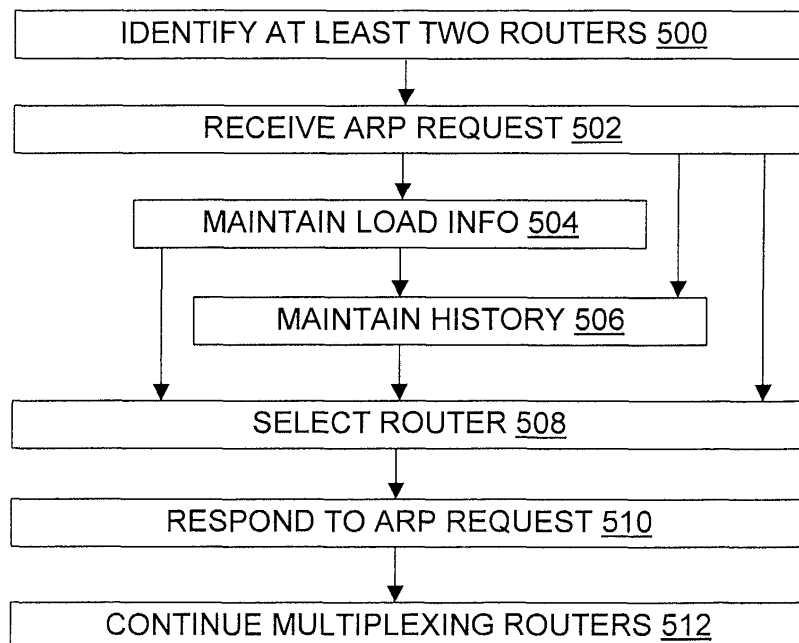 IDENTIFY AT LEAST TWO ROUTERS 500
RECEIVE ARP REQUEST 502
MAINTAIN LOAD INFO 504
MAINTAIN HISTORY 506
SELECT ROUTER 508
RESPOND TO ARP REQUEST 510
CONTINUE MULTIPLEXING ROUTERS 512